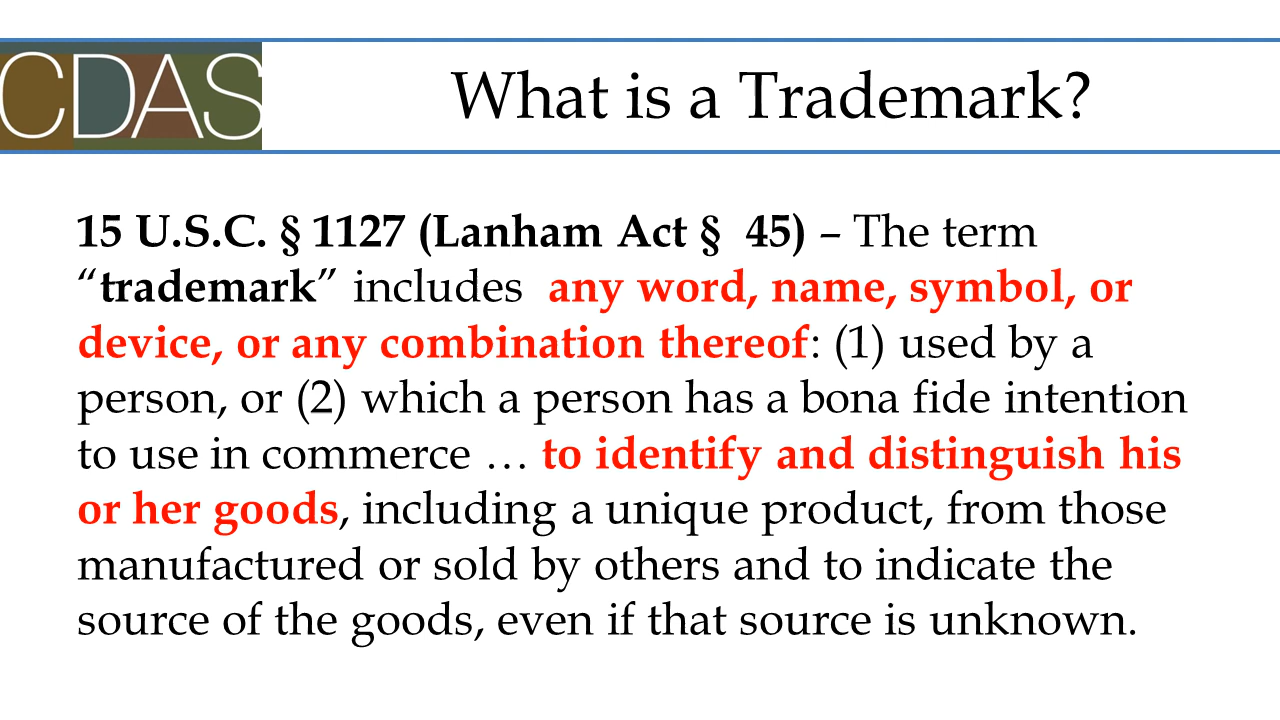 CDAS
What is a Trademark?
15 U.S.C. § 1127 (Lanham Act §  45) – The term
“trademark” includes  any word, name, symbol, or
device, or any combination thereof: (1) used by a
person, or (2) which a person has a bona fide intention
to use in commerce … to identify and distinguish his
or her goods, including a unique product, from those
manufactured or sold by others and to indicate the
source of the goods, even if that source is unknown.